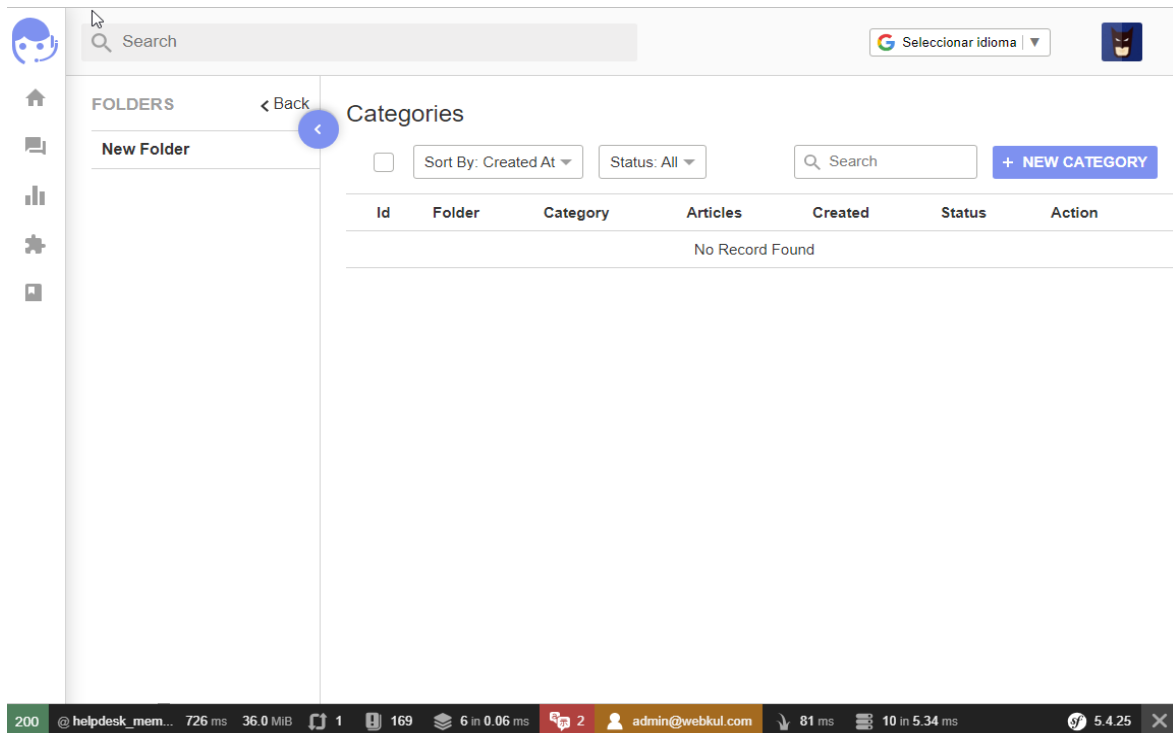 Search
Seleccionar idioma ▼
FOLDERS
Back
New Folder
Categories
Sort By: Created At
Status: All
Search
+ NEW CATEGORY
Id Folder Category Articles Created Status Action
No Record Found
200 @ helpdesk_mem... 726 ms 36.0 MiB 1 169 6 in 0.06 ms 2 admin@webkul.com 81 ms 10 in 5.34 ms sf 5.4.25